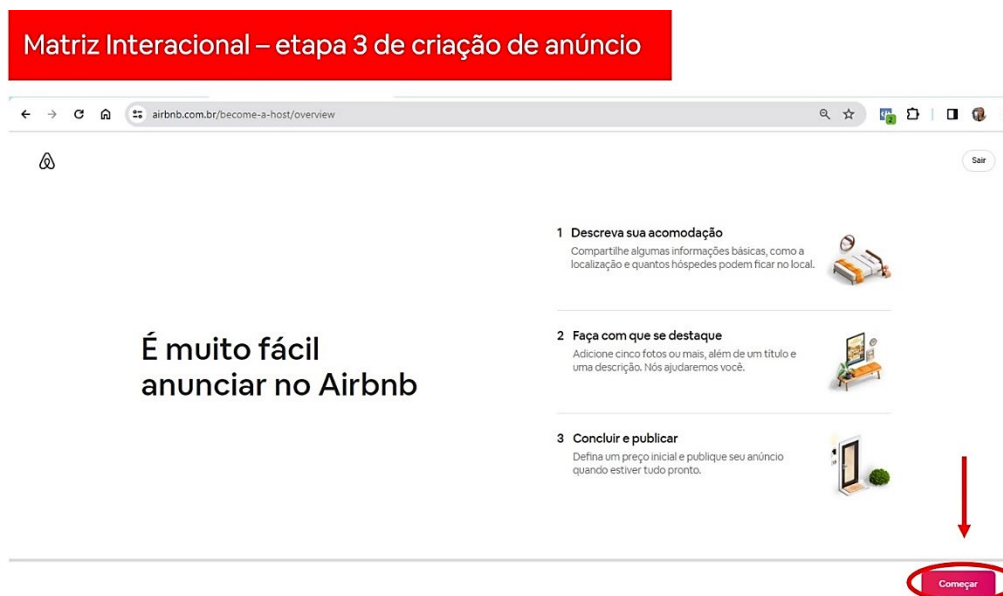 Matriz Interacional – etapa 3 de criação de anúncio
airbnb.com.br/become-a-host/overview
2
Sair
1 Descreva sua acomodação
Compartilhe algumas informações básicas, como a
localização e quantos hóspedes podem ficar no local.
É muito fácil
anunciar no Airbnb
2 Faça com que se destaque
Adicione cinco fotos ou mais, além de um título e
uma descrição. Nós ajudaremos você.
3 Concluir e publicar
Defina um preço inicial e publique seu anúncio
quando estiver tudo pronto.
Começar